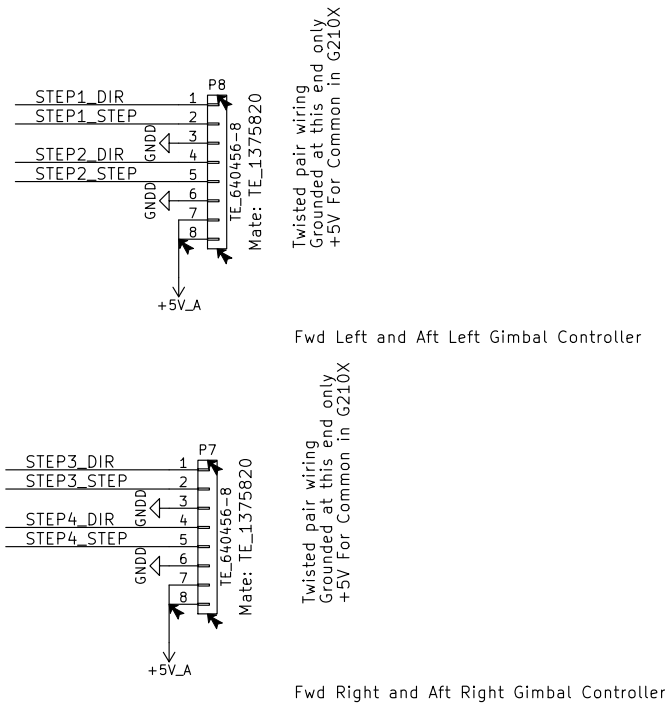 P8
STEP1_DIR
1
STEP1_STEP
2
GNDD
3
STEP2_DIR
4
STEP2_STEP
5
GNDD
6
7
8
+5V_A
TE_640456-8
Mate: TE_1375820
Twisted pair wiring
Grounded at this end only
+5V For Common in G210X
Fwd Left and Aft Left Gimbal Controller
P7
STEP3_DIR
1
STEP3_STEP
2
GNDD
3
STEP4_DIR
4
STEP4_STEP
5
GNDD
6
7
8
+5V_A
TE_640456-8
Mate: TE_1375820
Twisted pair wiring
Grounded at this end only
+5V For Common in G210X
Fwd Right and Aft Right Gimbal Controller